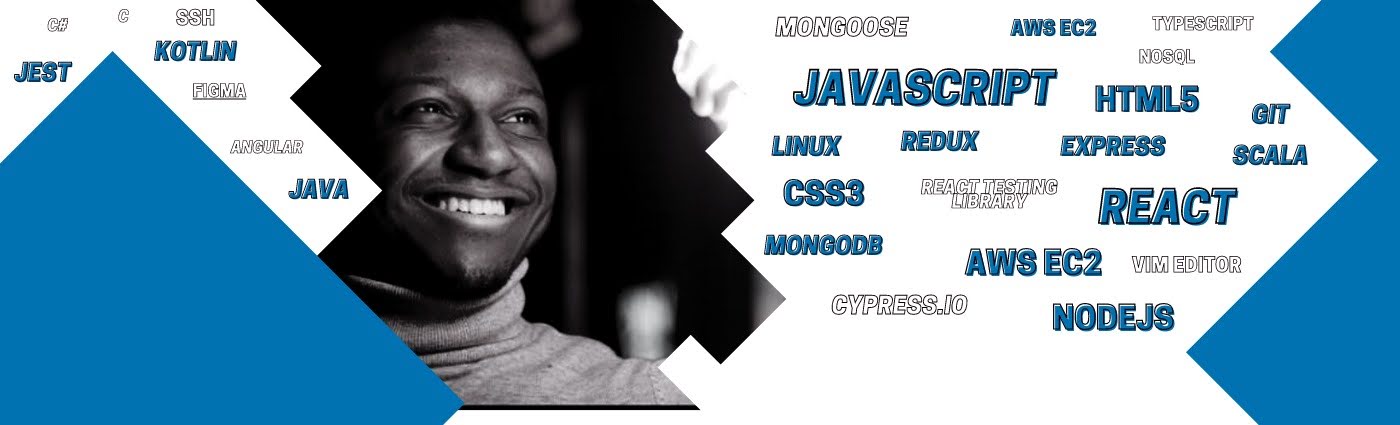 C#
C
SSH
KOTLIN
JEST
FIGMA
ANGULAR
JAVA
MONGOOSE
AWS EC2
TYPESCRIPT
NOSQL
JAVASCRIPT
HTML5
GIT
LINUX
REDUX
EXPRESS
SCALA
CSS3
REACT TESTING
LIBRARY
REACT
MONGODB
AWS EC2
VIM EDITOR
CYPRESS.IO
NODEJS